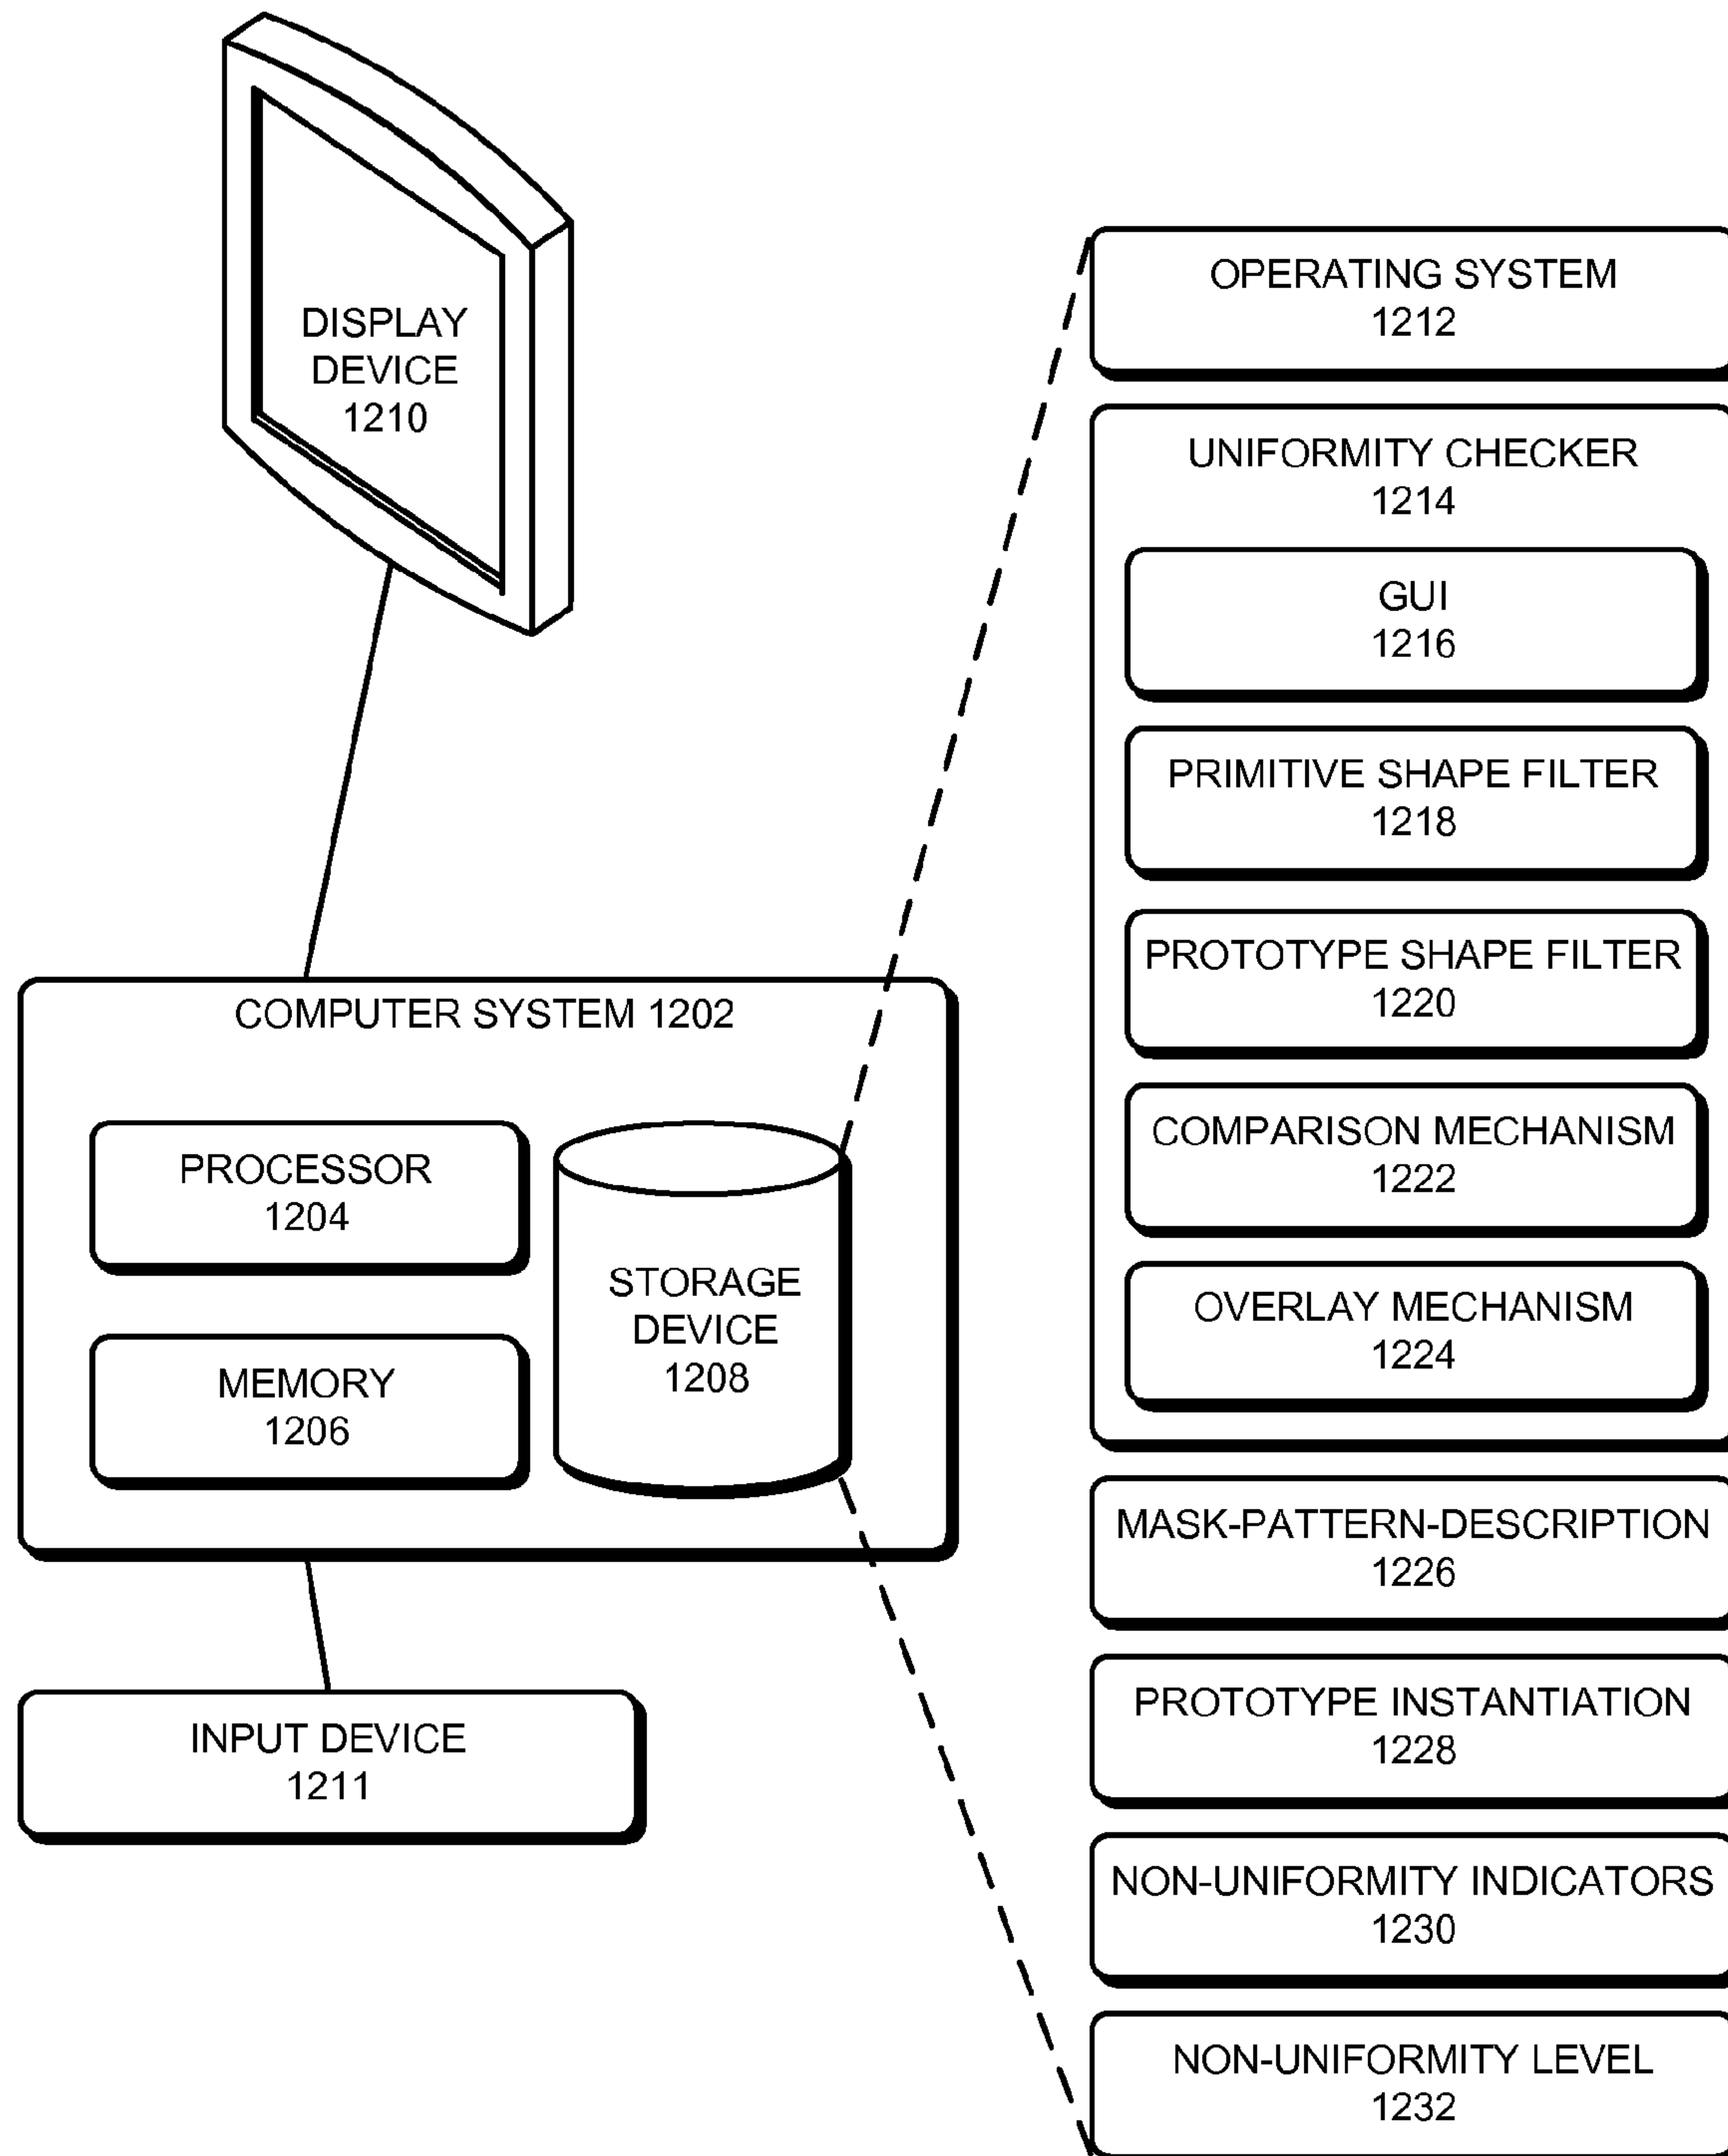 DISPLAY
DEVICE
1210
COMPUTER SYSTEM 1202
PROCESSOR
1204
MEMORY
1206
STORAGE
DEVICE
1208
INPUT DEVICE
1211
OPERATING SYSTEM
1212
UNIFORMITY CHECKER
1214
GUI
1216
PRIMITIVE SHAPE FILTER
1218
PROTOTYPE SHAPE FILTER
1220
COMPARISON MECHANISM
1222
OVERLAY MECHANISM
1224
MASK-PATTERN-DESCRIPTION
1226
PROTOTYPE INSTANTIATION
1228
NON-UNIFORMITY INDICATORS
1230
NON-UNIFORMITY LEVEL
1232